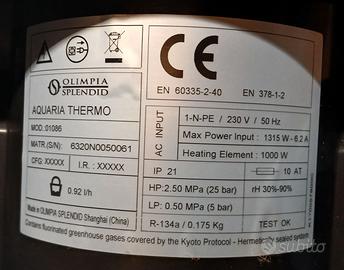 CE
EN 60335-2-40 EN 378-1-2
OLIMPIA
SPLENDID
AQUARIA THERMO
MOD.:01086
MATR.(S/N): 6320N0050061
CFG.:XXXXX I.R.: XXXXX
0.92 l/h
AC INPUT
1-N-PE / 230 V / 50 Hz
Max Power Input: 1315 W - 6.2 A
Heating Element: 1000 W
IP 21 10 AT
HP:2.50 MPa (25 bar) rH 30%-90%
LP: 0.50 MPa (5 bar)
R-134a / 0.175 Kg TEST OK
Made in OLIMPIA SPLENDID Shanghai (China)
Contains fluorinated greenhouse gases covered by the Kyoto Protocol - Hermetically sealed system
subito